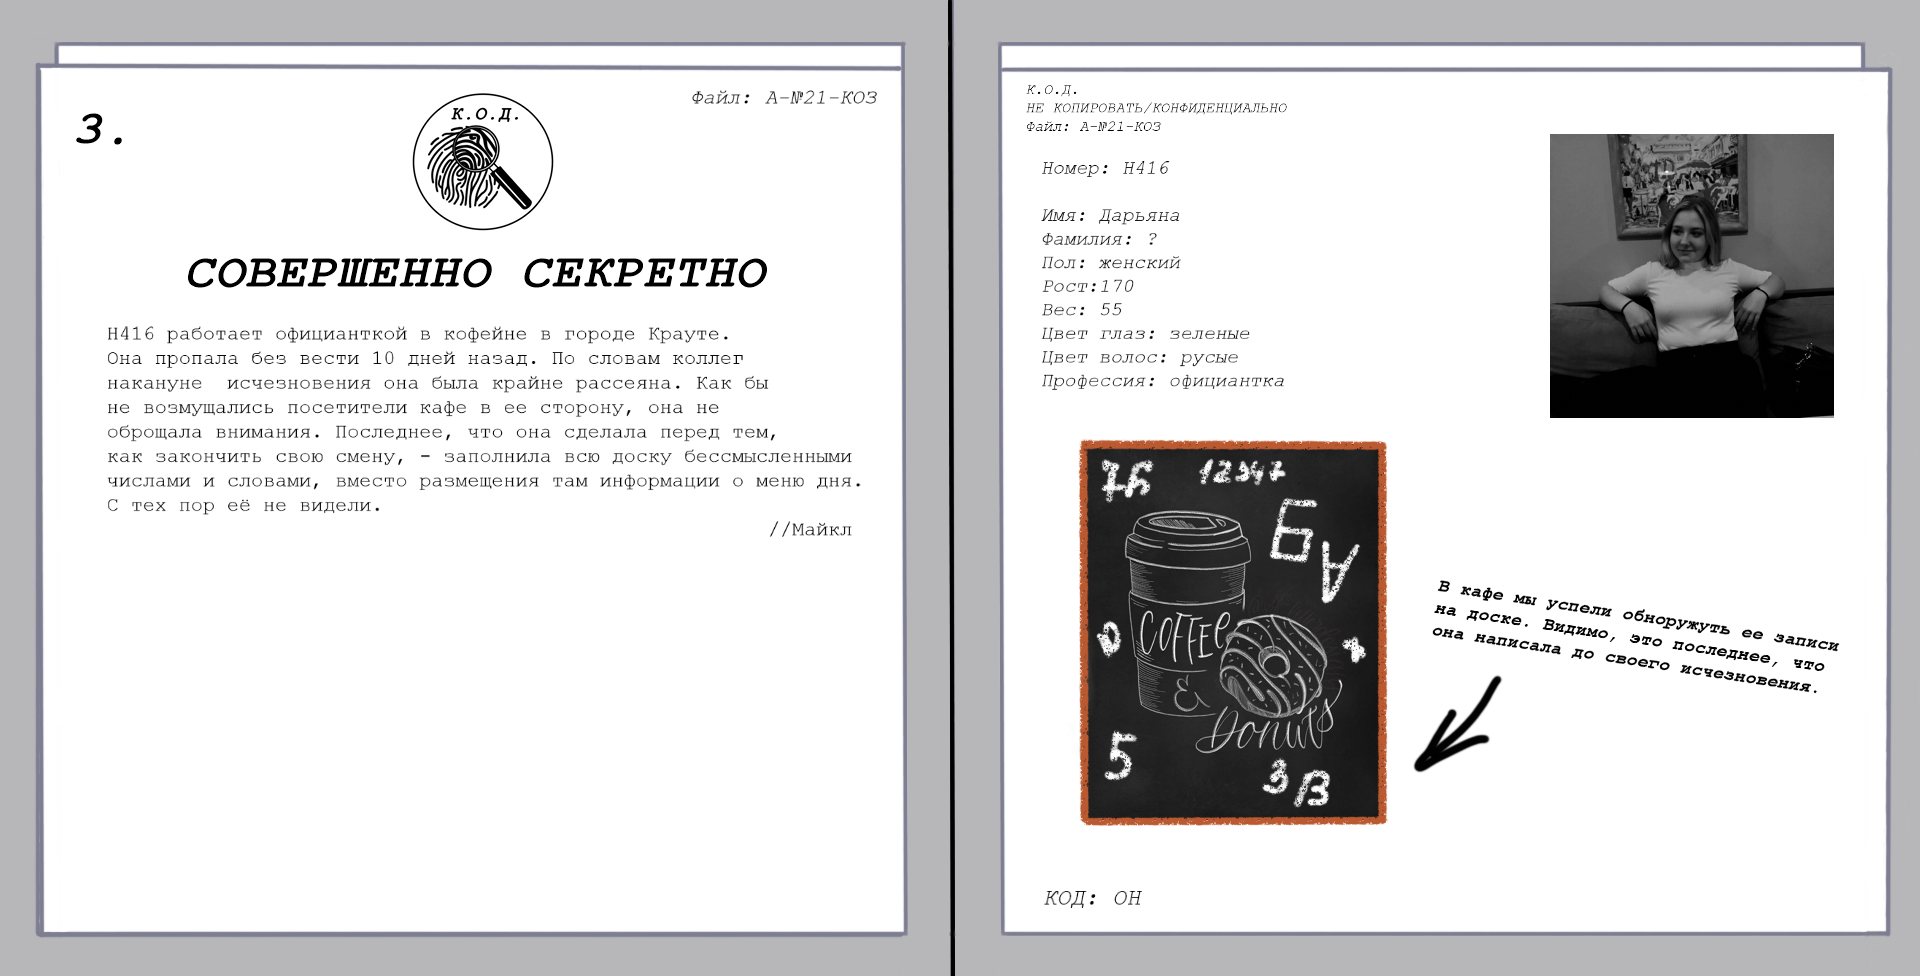 Файл: А-№21-КОЗ
3.
К.О.Д.
СОВЕРШЕННО СЕКРЕТНО
Н416 работает официанткой в кофейне в городе Крауте.
Она пропала без вести 10 дней назад. По словам коллег
накануне исчезновения она была крайне рассеяна. Как бы
не возмущались посетители кафе в ее сторону, она не
оброщала внимания. Последнее, что она сделала перед тем,
как закончить свою смену, - заполнила всю доску бессмысленными
числами и словами, вместо размещения там информации о меню дня.
С тех пор её не видели.
//Майкл
К.О.Д.
НЕ КОПИРОВАТЬ/КОНФИДЕНЦИАЛЬНО
Файл: А-№21-КОЗ
Номер: Н416
Имя: Дарьяна
Фамилия: ?
Пол: женский
Рост:170
Вес: 55
Цвет глаз: зеленые
Цвет волос: русые
Профессия: официантка
COFFEE
&
Donuts
5
В кафе мы успели обноружуть ее записи
на доске. Видимо, это последнее, что
она написала до своего исчезновения.
КОД: ОН